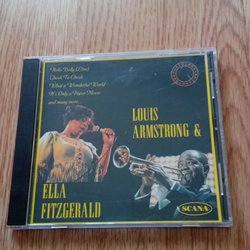 Hello Dolly (Live)
Cheek To Cheek
What a Wonderful World
It's Only a Paper Moon
and many more...
LOUIS
ARMSTRONG &
ELLA
FITZGERALD
SCANA